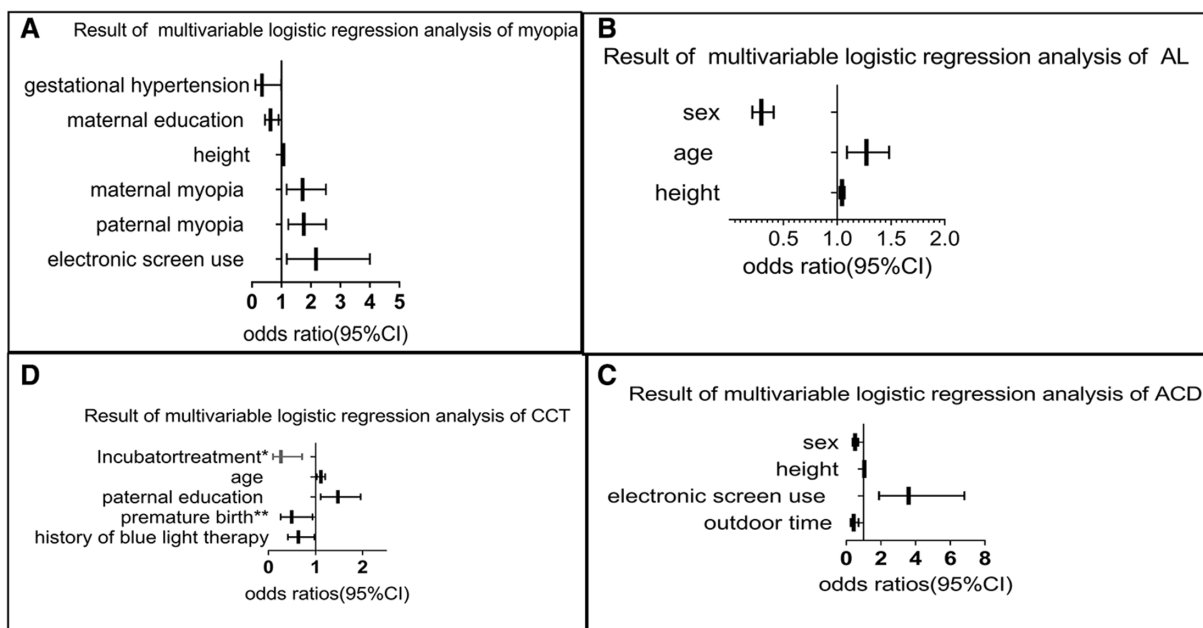 A
Result of multivariable logistic regression analysis of myopia
gestational hypertension
maternal education
height
maternal myopia
paternal myopia
electronic screen use
0 1 2 3 4 5
odds ratio(95%CI)
B
Result of multivariable logistic regression analysis of AL
sex
age
height
0.5 1.0 1.5 2.0
odds ratio(95%CI)
D
Result of multivariable logistic regression analysis of CCT
Incubatortreatment*
age
paternal education
premature birth**
history of blue light therapy
0 1 2
odds ratios(95%CI)
C
Result of multivariable logistic regression analysis of ACD
sex
height
electronic screen use
outdoor time
0 2 4 6 8
odds ratios(95%CI)